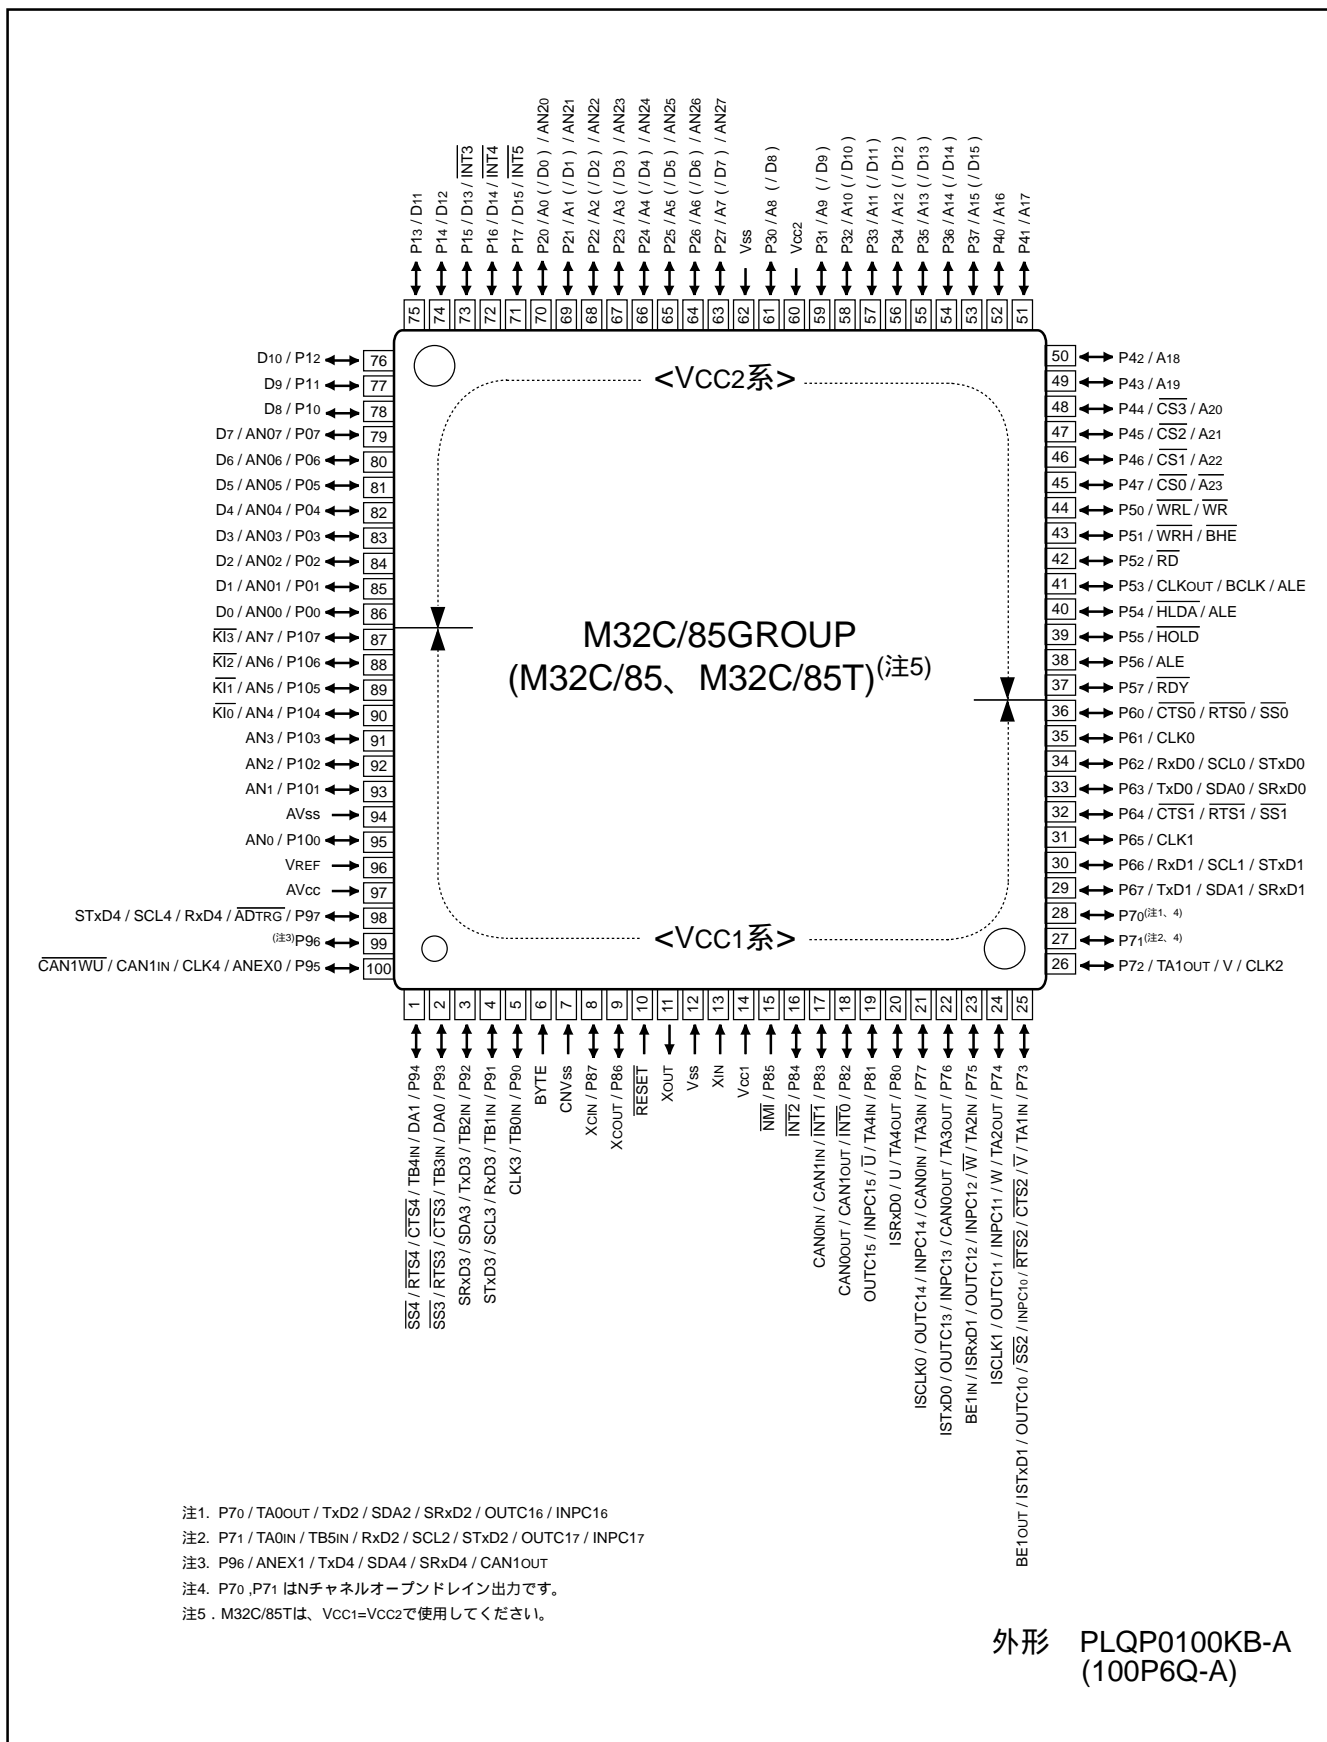 P13 / D11
P14 / D12
P15 / D13 / INT3
P16 / D14 / INT4
P17 / D15 / INT5
P20 / A0 ( / D0 ) / AN20
P21 / A1 ( / D1 ) / AN21
P22 / A2 ( / D2 ) / AN22
P23 / A3 ( / D3 ) / AN23
P24 / A4 ( / D4 ) / AN24
P25 / A5 ( / D5 ) / AN25
P26 / A6 ( / D6 ) / AN26
P27 / A7 ( / D7 ) / AN27
Vss
P30 / A8 ( / D8 )
Vcc2
P31 / A9 ( / D9 )
P32 / A10 ( / D10 )
P33 / A11 ( / D11 )
P34 / A12 ( / D12 )
P35 / A13 ( / D13 )
P36 / A14 ( / D14 )
P37 / A15 ( / D15 )
P40 / A16
P41 / A17
75 74 73 72 71 70 69 68 67 66 65 64 63 62 61 60 59 58 57 56 55 54 53 52 51
D10 / P12 76
D9 / P11 77
D8 / P10 78
D7 / AN07 / P07 79
D6 / AN06 / P06 80
D5 / AN05 / P05 81
D4 / AN04 / P04 82
D3 / AN03 / P03 83
D2 / AN02 / P02 84
D1 / AN01 / P01 85
D0 / AN00 / P00 86
KI3 / AN7 / P107 87
KI2 / AN6 / P106 88
KI1 / AN5 / P105 89
KI0 / AN4 / P104 90
AN3 / P103 91
AN2 / P102 92
AN1 / P101 93
AVss 94
AN0 / P100 95
VREF 96
AVcc 97
STxD4 / SCL4 / RxD4 / ADTRG / P97 98
(注3)P96 99
CAN1WU / CAN1IN / CLK4 / ANEX0 / P95 100
<VCC2系>
M32C/85GROUP
(M32C/85、M32C/85T)(注5)
<VCC1系>
50 P42 / A18
49 P43 / A19
48 P44 / CS3 / A20
47 P45 / CS2 / A21
46 P46 / CS1 / A22
45 P47 / CS0 / A23
44 P50 / WRL / WR
43 P51 / WRH / BHE
42 P52 / RD
41 P53 / CLKOUT / BCLK / ALE
40 P54 / HLDA / ALE
39 P55 / HOLD
38 P56 / ALE
37 P57 / RDY
36 P60 / CTS0 / RTS0 / SS0
35 P61 / CLK0
34 P62 / RxD0 / SCL0 / STxD0
33 P63 / TxD0 / SDA0 / SRxD0
32 P64 / CTS1 / RTS1 / SS1
31 P65 / CLK1
30 P66 / RxD1 / SCL1 / STxD1
29 P67 / TxD1 / SDA1 / SRxD1
28 P70(注1、4)
27 P71(注2、4)
26 P72 / TA1OUT / V / CLK2
1 2 3 4 5 6 7 8 9 10 11 12 13 14 15 16 17 18 19 20 21 22 23 24 25
SS4 / RTS4 / CTS4 / TB4IN / DA1 / P94
SS3 / RTS3 / CTS3 / TB3IN / DA0 / P93
SRxD3 / SDA3 / TxD3 / TB2IN / P92
STxD3 / SCL3 / RxD3 / TB1IN / P91
CLK3 / TB0IN / P90
BYTE
CNVss
XCIN / P87
XCOUT / P86
RESET
XOUT
Vss
XIN
Vcc1
NMI / P85
INT2 / P84
CAN0IN / CAN1IN / INT1 / P83
CAN0OUT / CAN1OUT / INT0 / P82
OUTC15 / INPC15 / U / TA4IN / P81
ISRxD0 / U / TA4OUT / P80
ISCLK0 / OUTC14 / INPC14 / CAN0IN / TA3IN / P77
ISTxD0 / OUTC13 / INPC13 / CAN0OUT / TA3OUT / P76
BE1IN / ISRxD1 / OUTC12 / INPC12 / W / TA2IN / P75
ISCLK1 / OUTC11 / INPC11 / W / TA2OUT / P74
BE1OUT / ISTxD1 / OUTC10 / SS2 / INPC10 / RTS2 / CTS2 / V / TA1IN / P73
注1. P70 / TA0OUT / TxD2 / SDA2 / SRxD2 / OUTC16 / INPC16
注2. P71 / TA0IN / TB5IN / RxD2 / SCL2 / STxD2 / OUTC17 / INPC17
注3. P96 / ANEX1 / TxD4 / SDA4 / SRxD4 / CAN1OUT
注4. P70 ,P71 はNチャネルオープンドレイン出力です。
注5 . M32C/85Tは、VCC1=VCC2で使用してください。
外形 PLQP0100KB-A
(100P6Q-A)